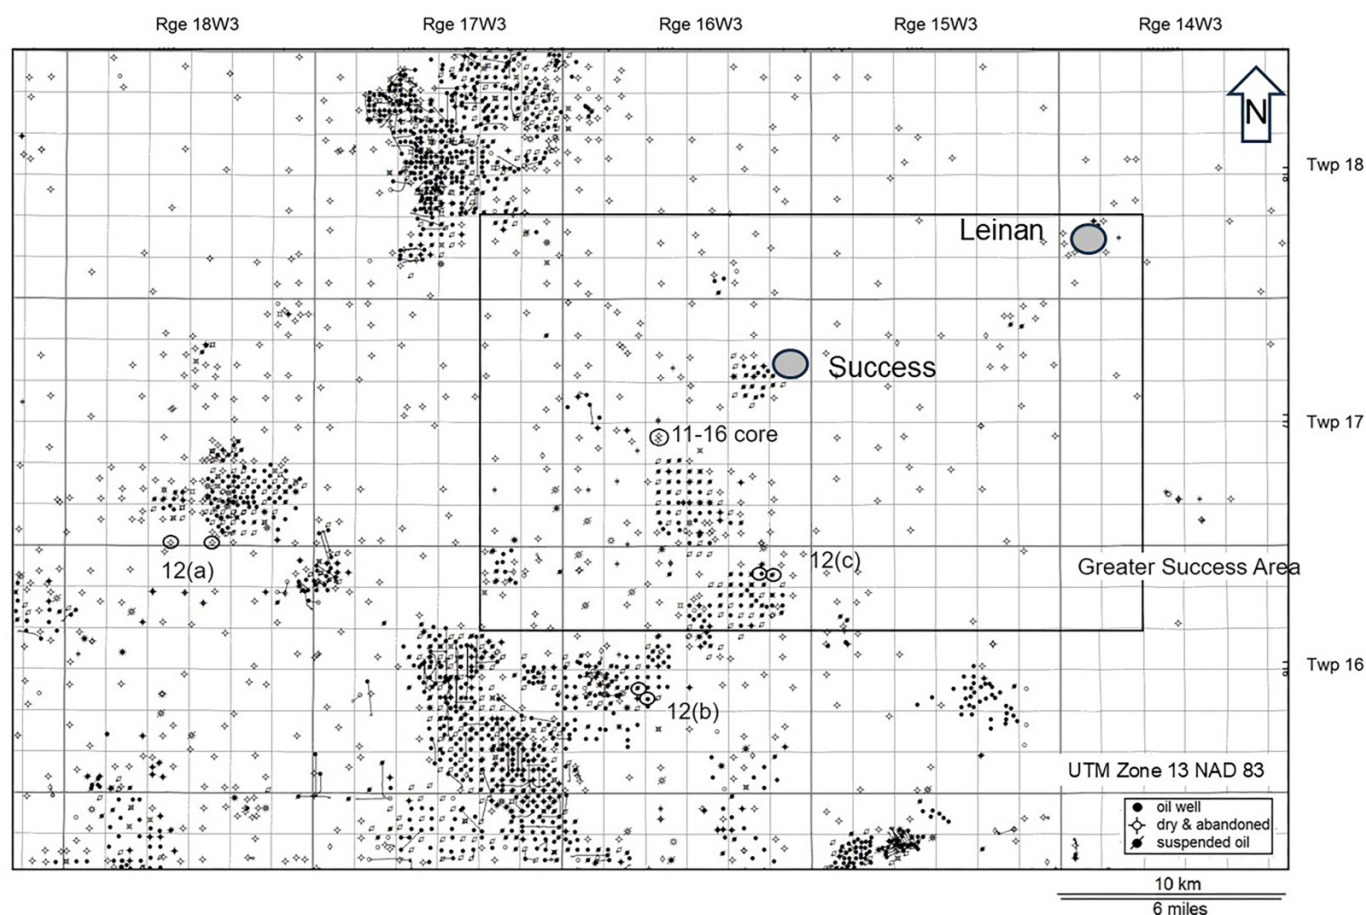 Rge 18W3 Rge 17W3 Rge 16W3 Rge 15W3 Rge 14W3
N
Twp 18
Leinan
Success
Twp 17
11-16 core
12(c)
Greater Success Area
12(a)
Twp 16
12(b)
UTM Zone 13 NAD 83
oil well
dry & abandoned
suspended oil
10 km
6 miles